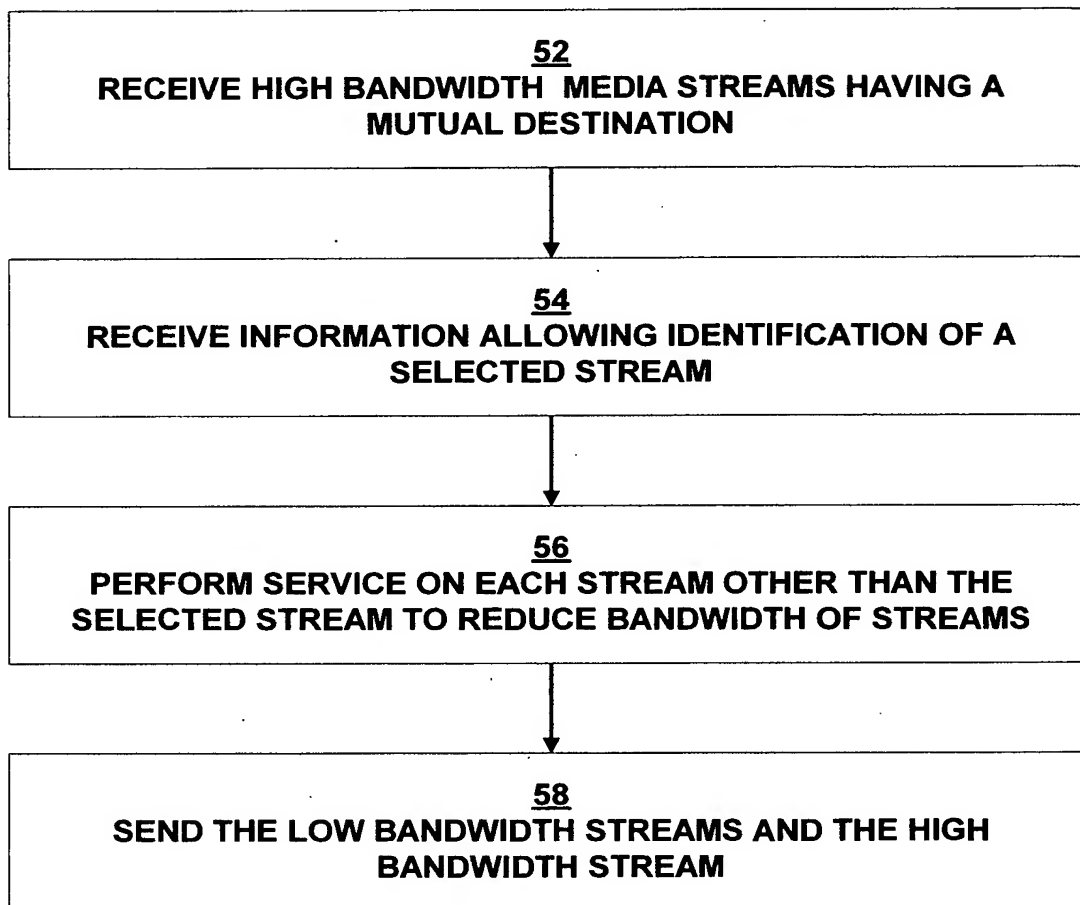 52
RECEIVE HIGH BANDWIDTH MEDIA STREAMS HAVING A
MUTUAL DESTINATION
54
RECEIVE INFORMATION ALLOWING IDENTIFICATION OF A
SELECTED STREAM
56
PERFORM SERVICE ON EACH STREAM OTHER THAN THE
SELECTED STREAM TO REDUCE BANDWIDTH OF STREAMS
58
SEND THE LOW BANDWIDTH STREAMS AND THE HIGH
BANDWIDTH STREAM